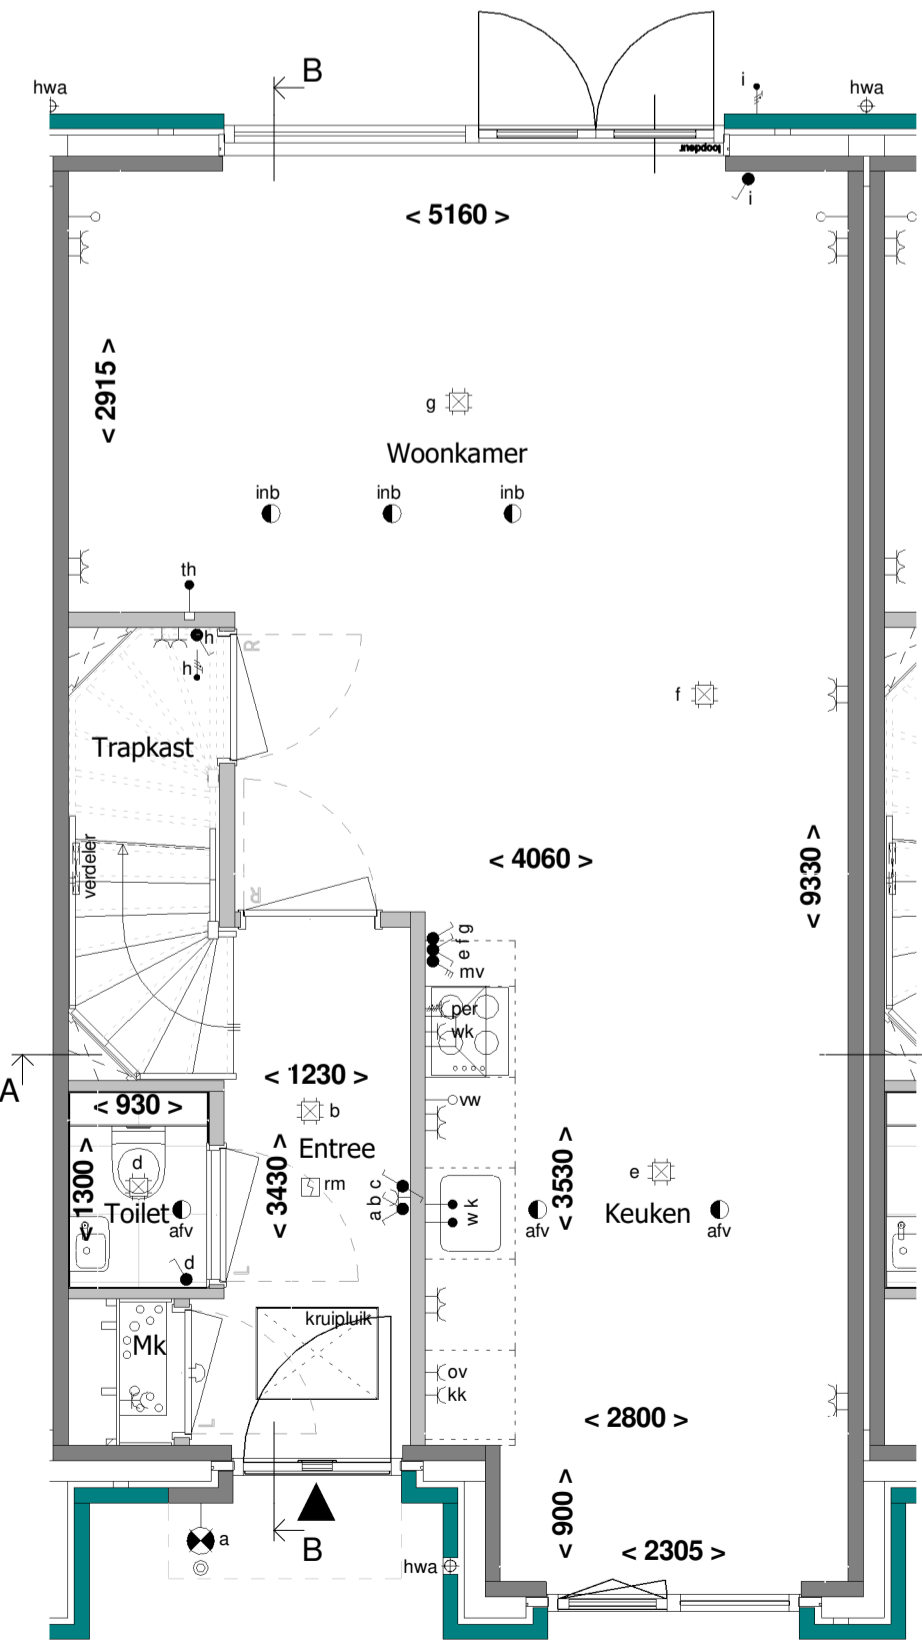 B
hwa
i
hwa
loopdeur
i
< 5160 >
< 2915 >
g
Woonkamer
inb
inb
inb
th
h
R
h
f
Trapkast
verdeler
R
< 4060 >
< 9330 >
e f g
mv
per
wk
A
< 1230 >
vw
< 930 >
b
Entree
< 1300 >
d
< 3430 >
rm
a b c
w k
< 3530 >
e
Toilet
afv
afv
Keuken
afv
d
L
kruipluik
Mk
ov
kk
L
< 2800 >
< 900 >
a
B
hwa
< 2305 >